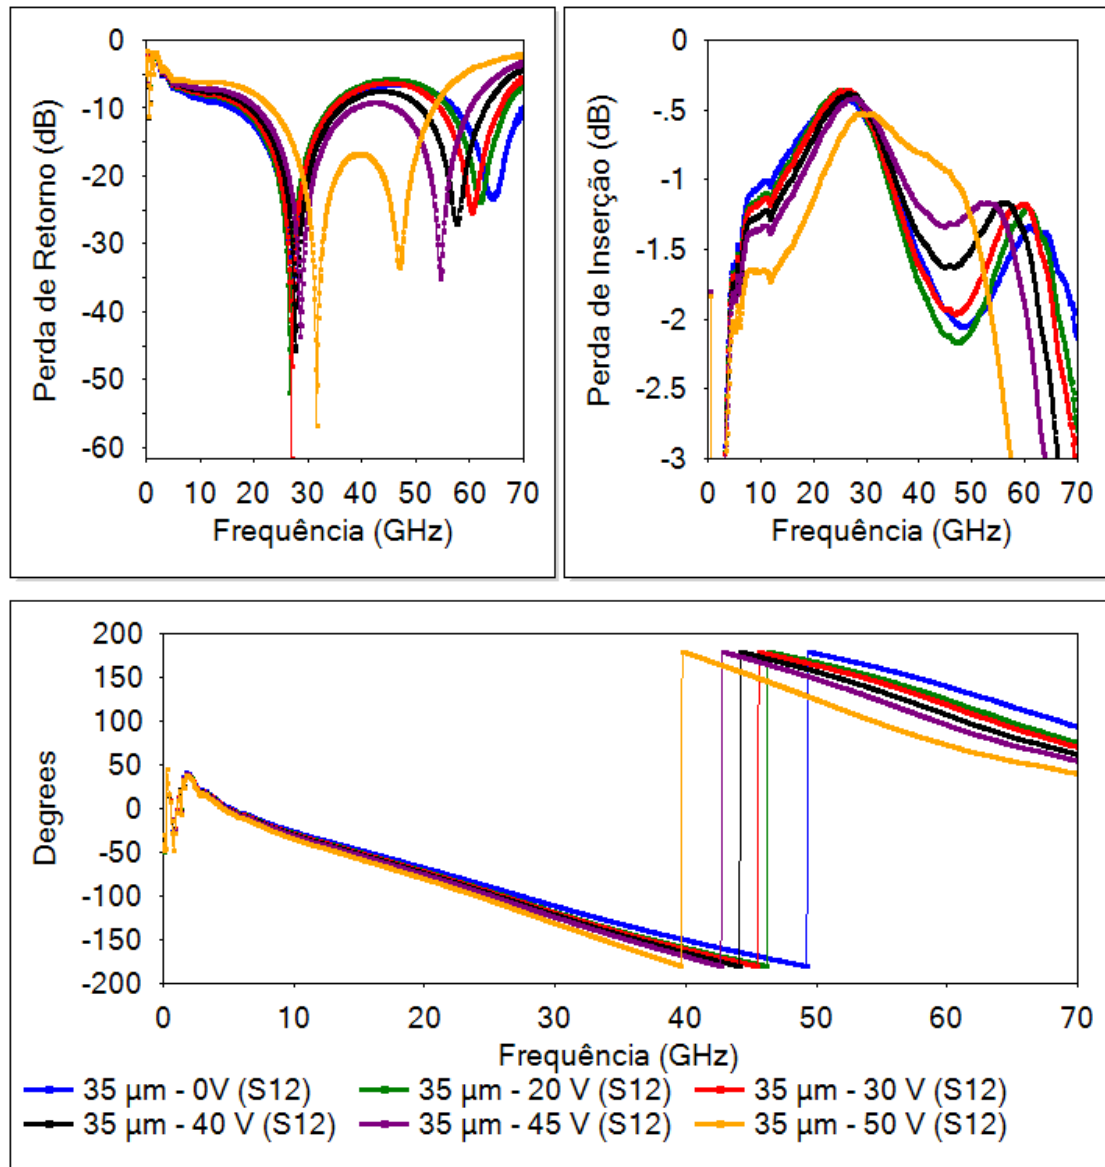 0
-10
-20
-30
-40
-50
-60
Perda de Retorno (dB)
0 10 20 30 40 50 60 70
Frequência (GHz)
0
-.5
-1
-1.5
-2
-2.5
-3
Perda de Inserção (dB)
0 10 20 30 40 50 60 70
Frequência (GHz)
200
150
100
50
0
-50
-100
-150
-200
Degrees
0 10 20 30 40 50 60 70
Frequência (GHz)
35 µm - 0V (S12) 35 µm - 20 V (S12) 35 µm - 30 V (S12)
35 µm - 40 V (S12) 35 µm - 45 V (S12) 35 µm - 50 V (S12)